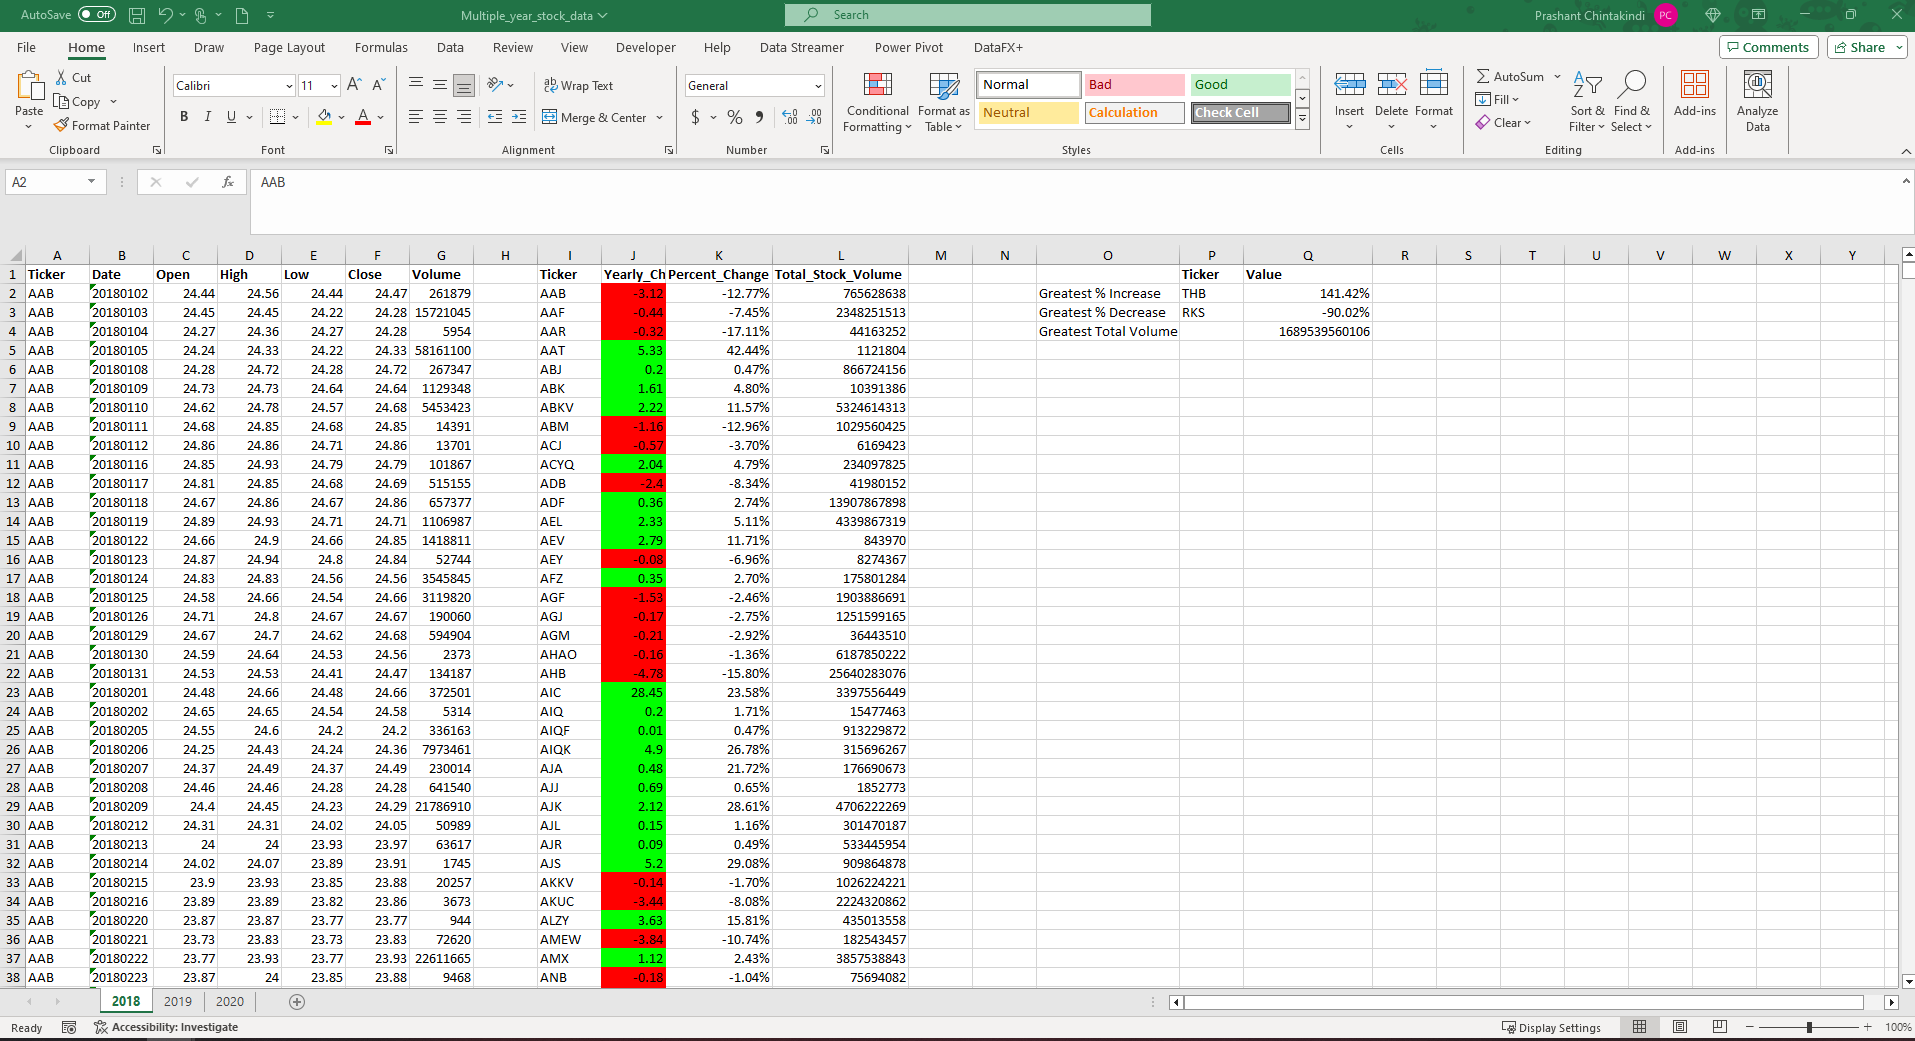 AutoSave Off Multiple_year_stock_data Search Prashant Chintakindi PC
File Home Insert Draw Page Layout Formulas Data Review View Developer Help Data Streamer Power Pivot DataFX+ Comments Share
Paste Cut Copy Format Painter Clipboard
Calibri 11 B I U Font
Wrap Text Merge & Center Alignment
General $ % Number
Conditional Formatting Format as Table Normal Bad Good Neutral Calculation Check Cell Styles
Insert Delete Format Cells
AutoSum Fill Clear Sort & Filter Find & Select Editing
Add-ins Add-ins
Analyze Data
A2 fx AAB
A B C D E F G H I J K L M N O P Q R S T U V W X Y
1 Ticker Date Open High Low Close Volume Ticker Yearly_Ch Percent_Change Total_Stock_Volume Ticker Value
2 AAB 20180102 24.44 24.56 24.44 24.47 261879 AAB -3.12 -12.77% 765628638 Greatest % Increase THB 141.42%
3 AAB 20180103 24.45 24.45 24.22 24.28 15721045 AAF -0.44 -7.45% 2348251513 Greatest % Decrease RKS -90.02%
4 AAB 20180104 24.27 24.36 24.27 24.28 5954 AAR -0.32 -17.11% 44163252 Greatest Total Volume 1689539560106
5 AAB 20180105 24.24 24.33 24.22 24.33 58161100 AAT 5.33 42.44% 1121804
6 AAB 20180108 24.28 24.72 24.28 24.72 267347 ABJ 0.2 0.47% 866724156
7 AAB 20180109 24.73 24.73 24.64 24.64 1129348 ABK 1.61 4.80% 10391386
8 AAB 20180110 24.62 24.78 24.57 24.68 5453423 ABKV 2.22 11.57% 5324614313
9 AAB 20180111 24.68 24.85 24.68 24.85 14391 ABM -1.16 -12.96% 1029560425
10 AAB 20180112 24.86 24.86 24.71 24.86 13701 ACJ -0.57 -3.70% 6169423
11 AAB 20180116 24.85 24.93 24.79 24.79 101867 ACYQ 2.04 4.79% 234097825
12 AAB 20180117 24.81 24.85 24.68 24.69 515155 ADB -2.4 -8.34% 41980152
13 AAB 20180118 24.67 24.86 24.67 24.86 657377 ADF 0.36 2.74% 13907867898
14 AAB 20180119 24.89 24.93 24.71 24.71 1106987 AEL 2.33 5.11% 4339867319
15 AAB 20180122 24.66 24.9 24.66 24.85 1418811 AEV 2.79 11.71% 843970
16 AAB 20180123 24.87 24.94 24.8 24.84 52744 AEY -0.08 -6.96% 8274367
17 AAB 20180124 24.83 24.83 24.56 24.56 3545845 AFZ 0.35 2.70% 175801284
18 AAB 20180125 24.58 24.66 24.54 24.66 3119820 AGF -1.53 -2.46% 1903886691
19 AAB 20180126 24.71 24.8 24.67 24.67 190060 AGJ -0.17 -2.75% 1251599165
20 AAB 20180129 24.67 24.7 24.62 24.68 594904 AGM -0.21 -2.92% 36443510
21 AAB 20180130 24.59 24.64 24.53 24.56 2373 AHAO -0.16 -1.36% 6187850222
22 AAB 20180131 24.53 24.53 24.41 24.47 134187 AHB -4.78 -15.80% 25640283076
23 AAB 20180201 24.48 24.66 24.48 24.66 372501 AIC 28.45 23.58% 3397556449
24 AAB 20180202 24.65 24.65 24.54 24.58 5314 AIQ 0.2 1.71% 15477463
25 AAB 20180205 24.55 24.6 24.2 24.2 336163 AIQF 0.01 0.47% 913229872
26 AAB 20180206 24.25 24.43 24.24 24.36 7973461 AIQK 4.9 26.78% 315696267
27 AAB 20180207 24.37 24.49 24.37 24.49 230014 AJA 0.48 21.72% 176690673
28 AAB 20180208 24.46 24.46 24.28 24.28 641540 AJJ 0.69 0.65% 1852773
29 AAB 20180209 24.4 24.45 24.23 24.29 21786910 AJK 2.12 28.61% 4706222269
30 AAB 20180212 24.31 24.31 24.02 24.05 50989 AJL 0.15 1.16% 301470187
31 AAB 20180213 24 24 23.93 23.97 63617 AJR 0.09 0.49% 533445954
32 AAB 20180214 24.02 24.07 23.89 23.91 1745 AJS 5.2 29.08% 909864878
33 AAB 20180215 23.9 23.93 23.85 23.88 20257 AKKV -0.14 -1.70% 1026224221
34 AAB 20180216 23.89 23.89 23.82 23.86 3673 AKUC -3.44 -8.08% 2224320862
35 AAB 20180220 23.87 23.87 23.77 23.77 944 ALZY 3.63 15.81% 435013558
36 AAB 20180221 23.73 23.83 23.73 23.83 72620 AMEW -3.84 -10.74% 182543457
37 AAB 20180222 23.77 23.93 23.77 23.93 22611665 AMX 1.12 2.43% 3857538843
38 AAB 20180223 23.87 24 23.85 23.88 9468 ANB -0.18 -1.04% 75694082
2018 2019 2020
Ready Accessibility: Investigate Display Settings 100%